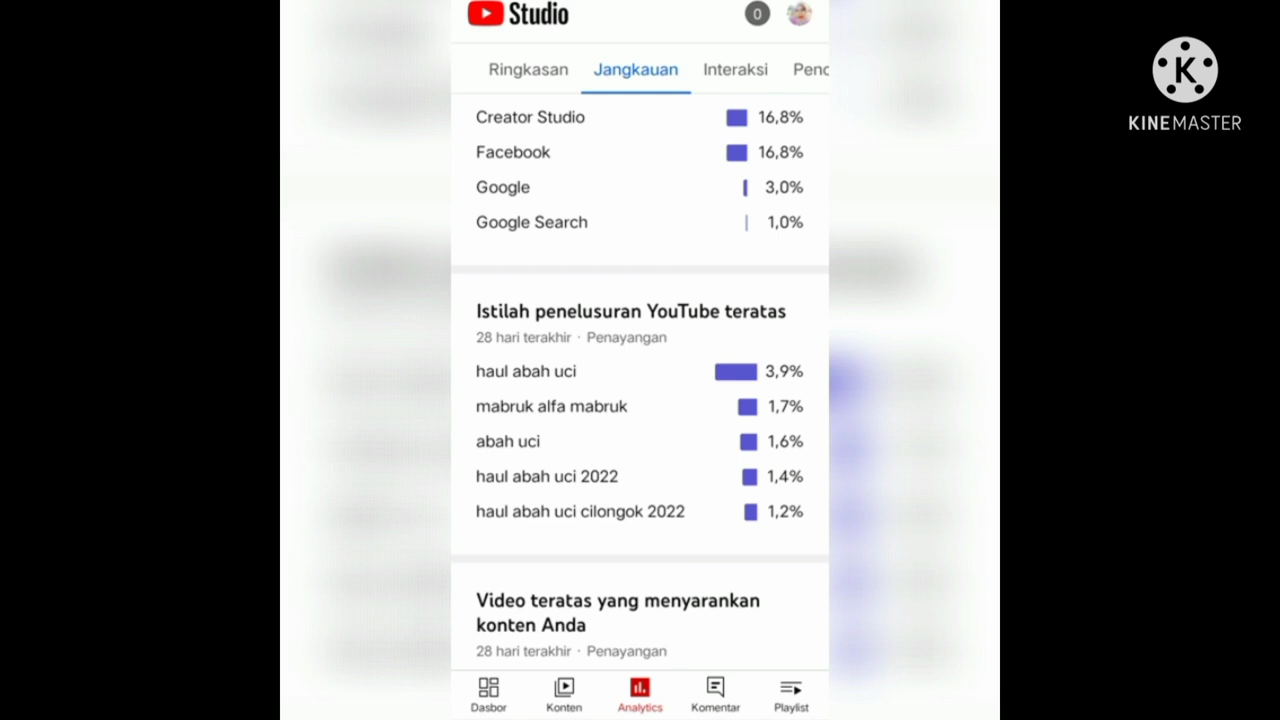 Studio
0
Ringkasan Jangkauan Interaksi
Creator Studio 16,8%
Facebook 16,8%
Google 3,0%
Google Search 1,0%
Istilah penelusuran YouTube teratas
28 hari terakhir · Penayangan
haul abah uci 3,9%
mabruk alfa mabruk 1,7%
abah uci 1,6%
haul abah uci 2022 1,4%
haul abah uci cilongok 2022 1,2%
Video teratas yang menyarankan
konten Anda
28 hari terakhir · Penayangan
Dasbor Konten Analytics Komentar Playlist
K
KINEMASTER